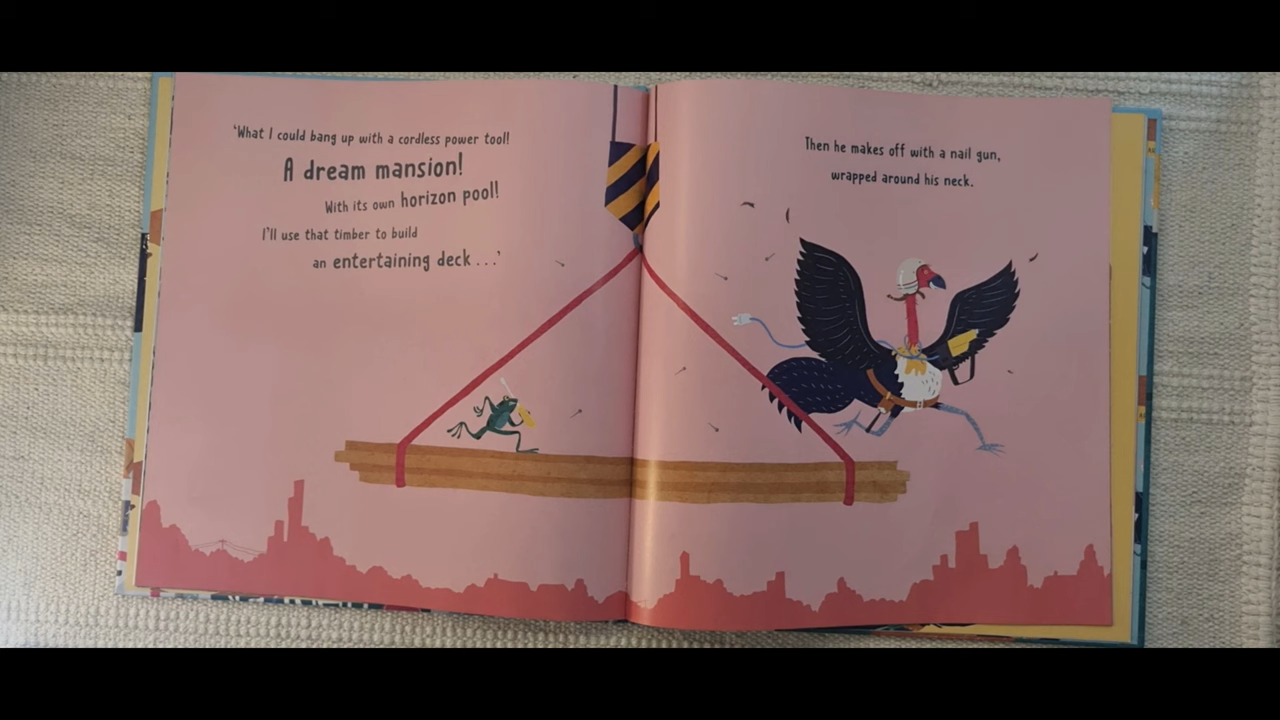 'What I could bang up with a cordless power tool!
A dream mansion!
With its own horizon pool!
I'll use that timber to build
an entertaining deck . . .'
Then he makes off with a nail gun,
wrapped around his neck.